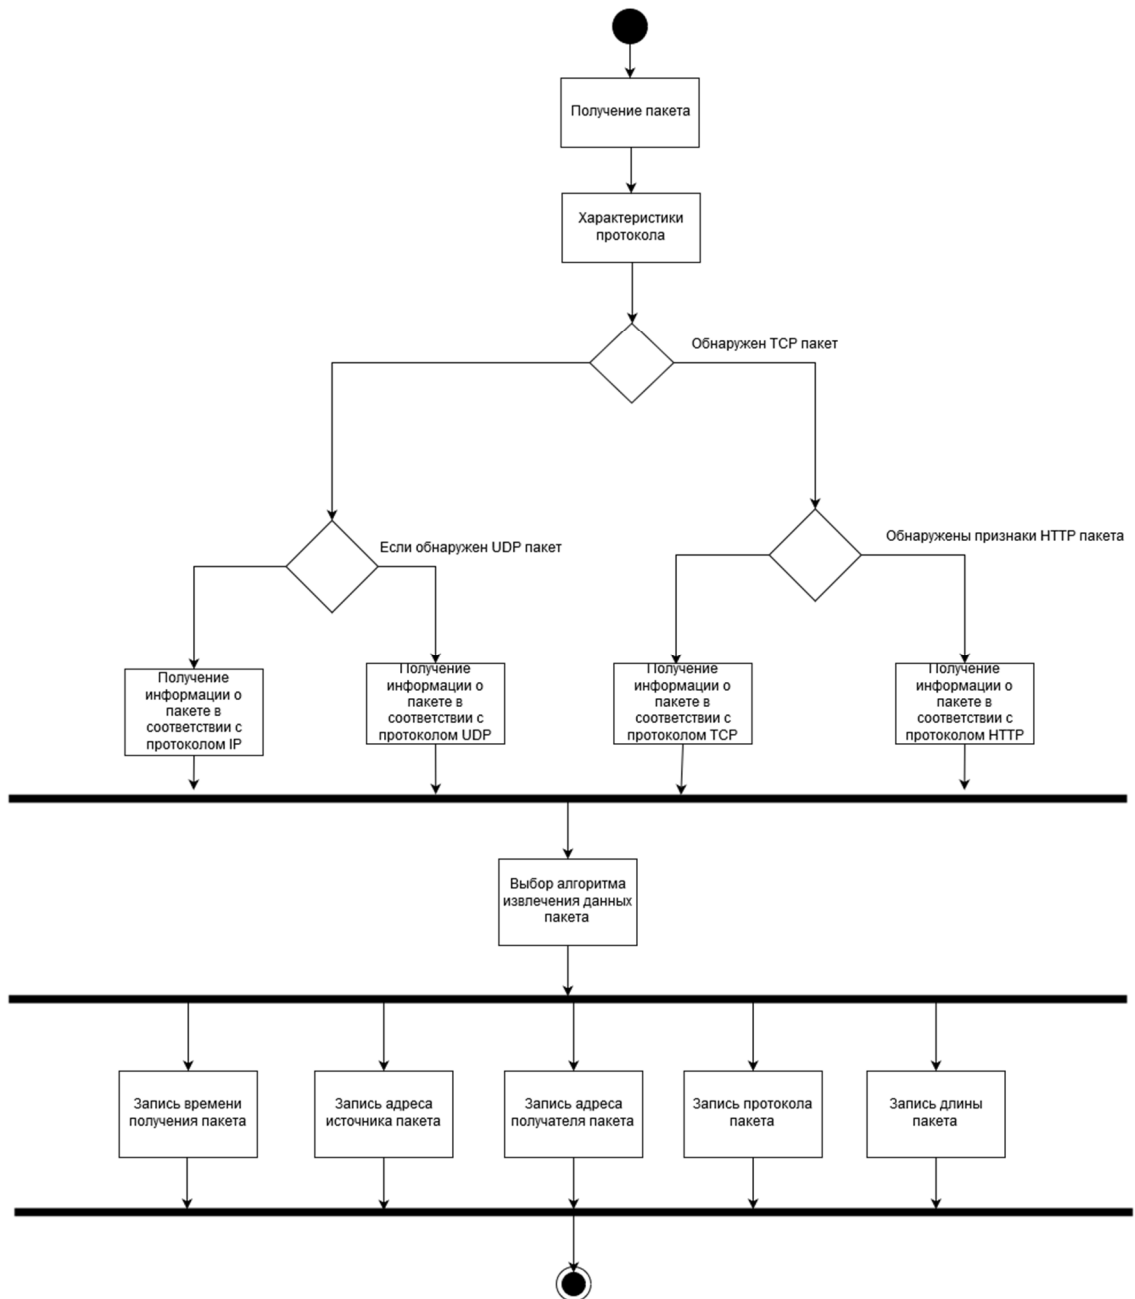 Получение пакета
Характеристики
протокола
Обнаружен TCP пакет
Если обнаружен UDP пакет
Обнаружены признаки HTTP пакета
Получение
информации о
пакете в
соответствии с
протоколом IP
Получение
информации о
пакете в
соответствии с
протоколом UDP
Получение
информации о
пакете в
соответствии с
протоколом TCP
Получение
информации о
пакете в
соответствии с
протоколом HTTP
Выбор алгоритма
извлечения данных
пакета
Запись времени
получения пакета
Запись адреса
источника пакета
Запись адреса
получателя пакета
Запись протокола
пакета
Запись длины
пакета